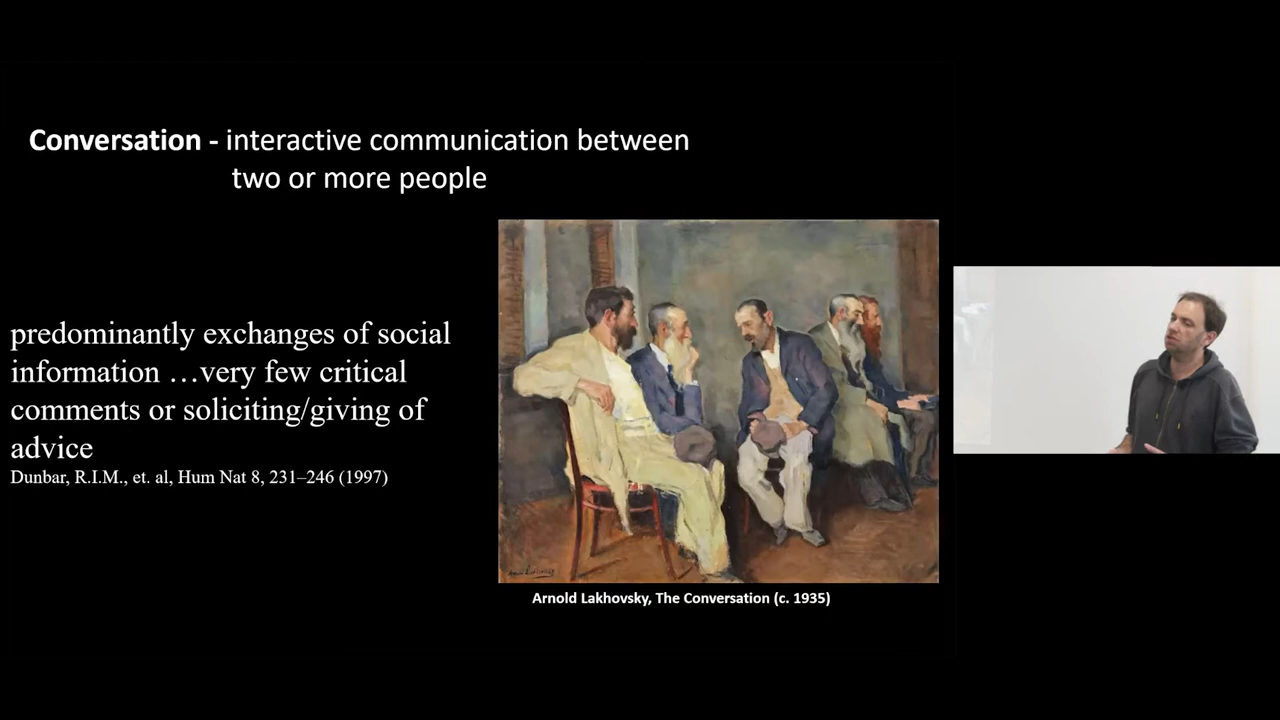 Conversation - interactive communication between
two or more people
predominantly exchanges of social
information …very few critical
comments or soliciting/giving of
advice
Dunbar, R.I.M., et. al, Hum Nat 8, 231–246 (1997)
Arnold Lakhovsky, The Conversation (c. 1935)